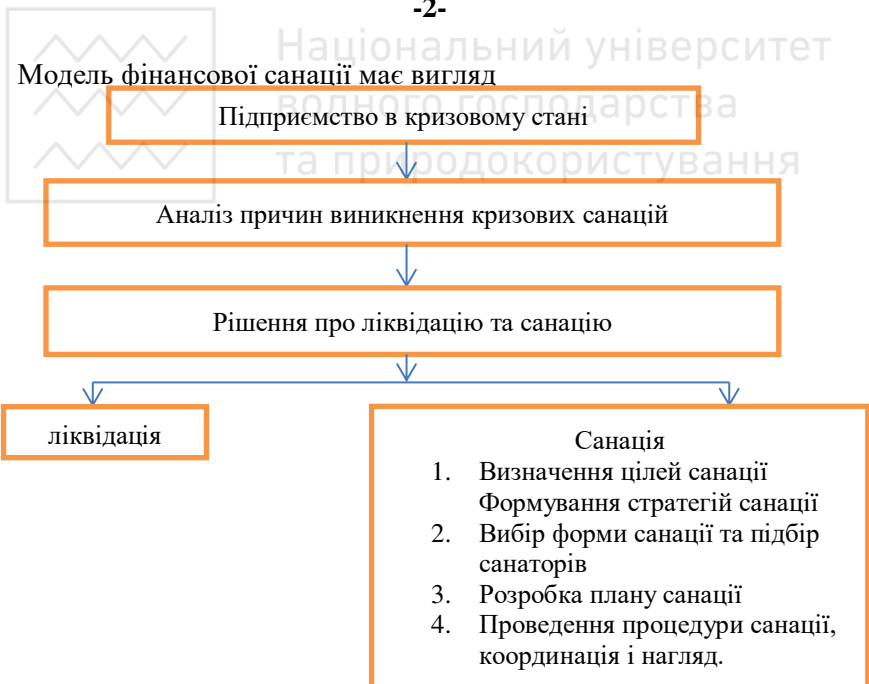 -2-
Національний університет
Модель фінансової санації має вигляд
водного господарства
Підприємство в кризовому стані
та природокористування
Аналіз причин виникнення кризових санацій
Рішення про ліквідацію та санацію
ліквідація
Санація
1. Визначення цілей санації
Формування стратегій санації
2. Вибір форми санації та підбір
санаторів
3. Розробка плану санації
4. Проведення процедури санації,
координація і нагляд.